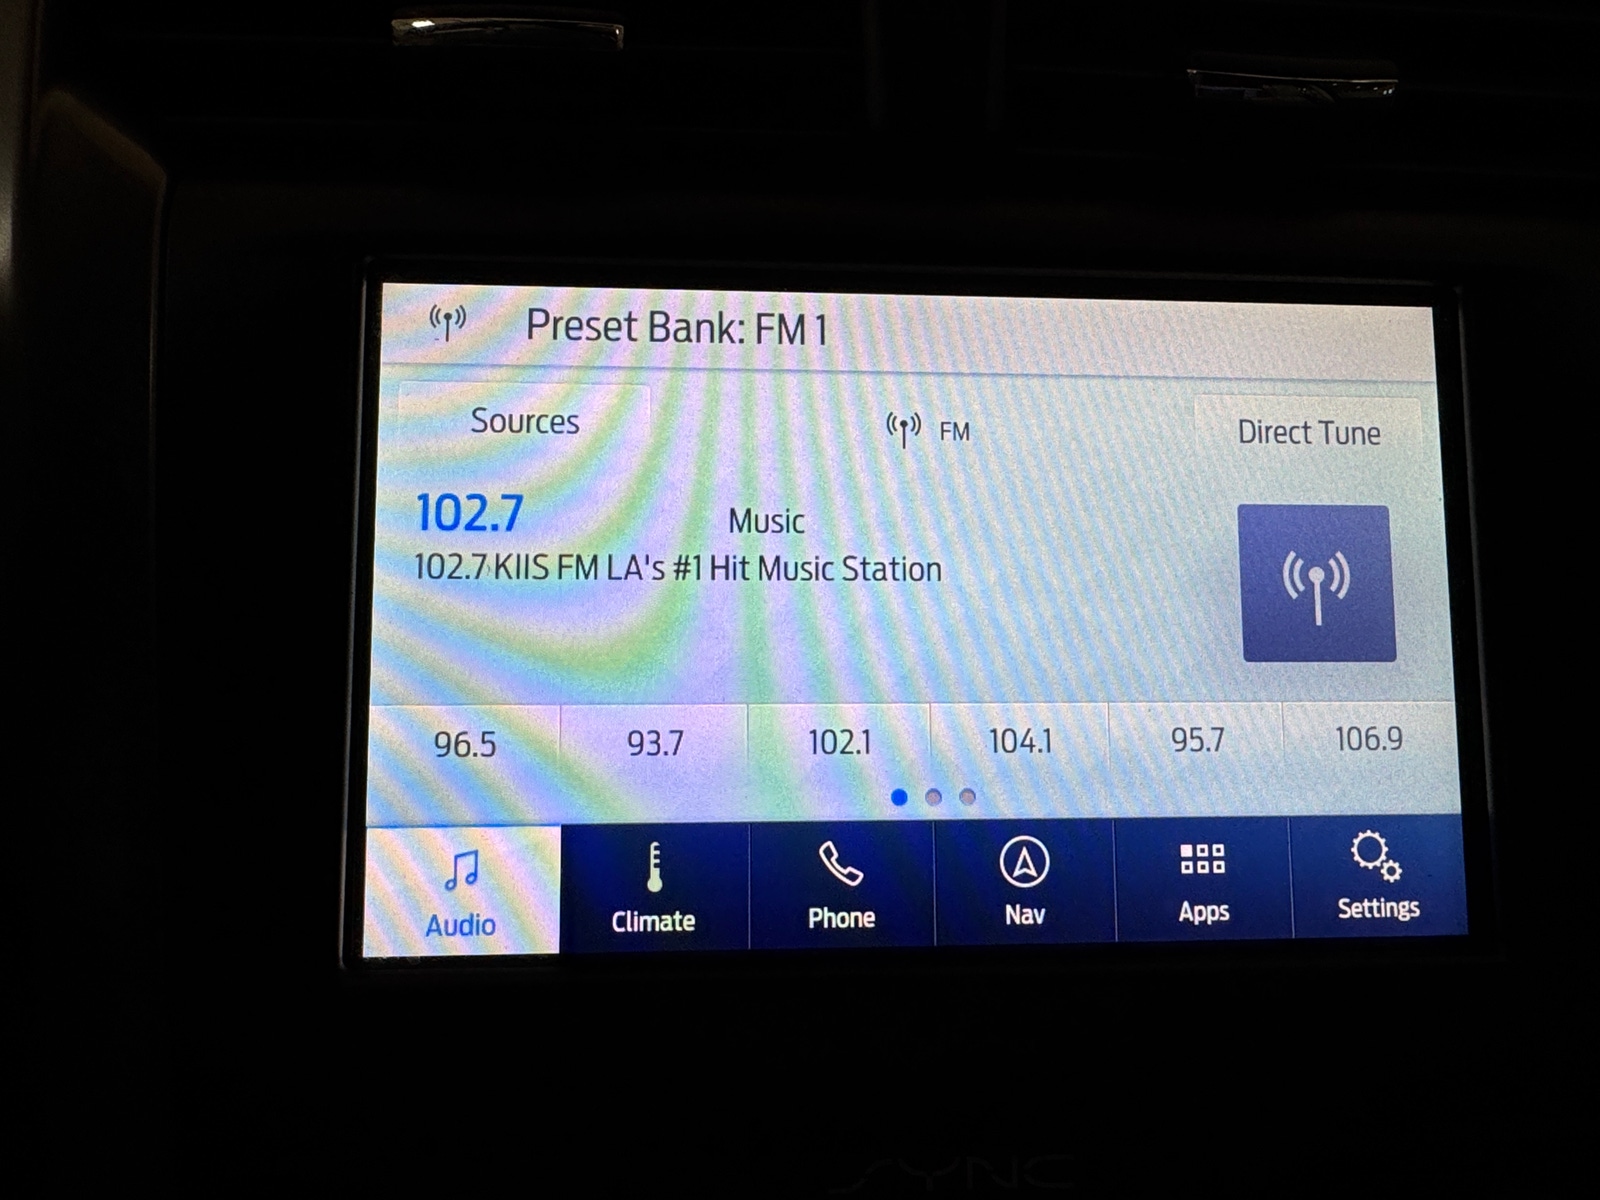 Preset Bank: FM 1
Sources
FM
Direct Tune
102.7
Music
102.7 KIIS FM LA's #1 Hit Music Station
96.5
93.7
102.1
104.1
95.7
106.9
Audio
Climate
Phone
Nav
Apps
Settings
SYNC